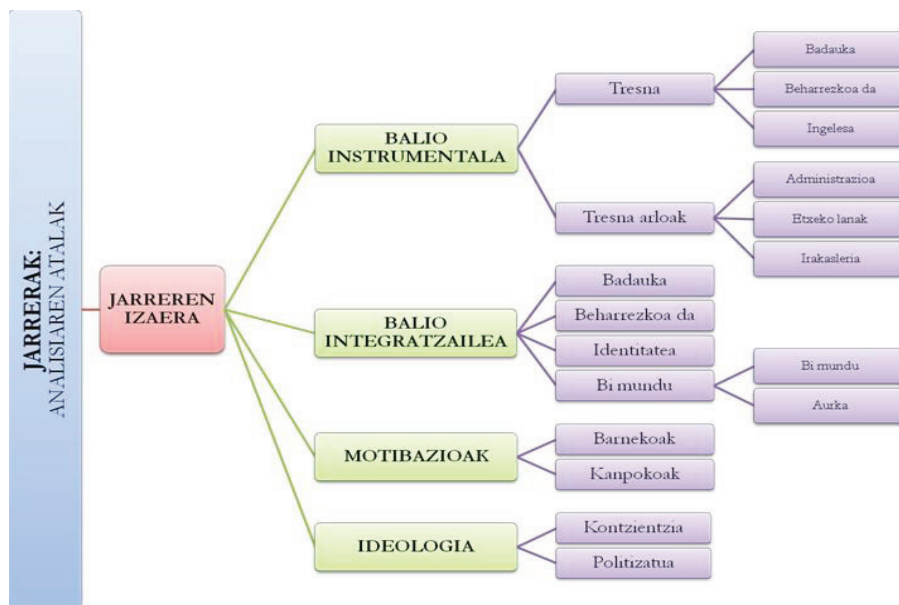 JARRERAK:
ANALISIAREN ATALAK
JARREREN
IZAERA
BALIO
INSTRUMENTALA
Tresna
Badauka
Beharrezkoa da
Ingelesa
Tresna arloak
Administrazioa
Etxeko lanak
Irakasleria
BALIO
INTEGRATZAILEA
Badauka
Beharrezkoa da
Identitatea
Bi mundu
Bi mundu
Aurka
MOTIBAZIOAK
Barnekoak
Kanpokoak
IDEOLOGIA
Kontzientzia
Politizatua